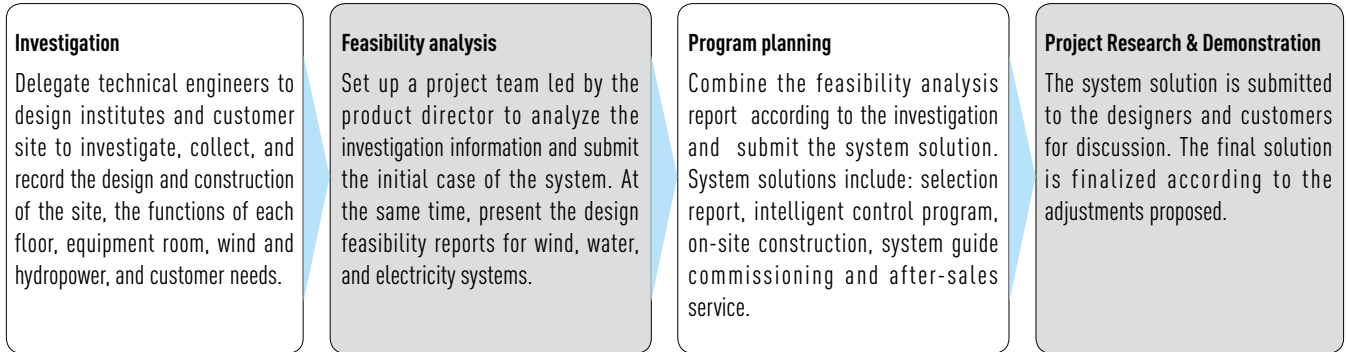 Investigation
Delegate technical engineers to
design institutes and customer
site to investigate, collect, and
record the design and construction
of the site, the functions of each
floor, equipment room, wind and
hydropower, and customer needs.
Feasibility analysis
Set up a project team led by the
product director to analyze the
investigation information and submit
the initial case of the system. At
the same time, present the design
feasibility reports for wind, water,
and electricity systems.
Program planning
Combine the feasibility analysis
report according to the investigation
and submit the system solution.
System solutions include: selection
report, intelligent control program,
on-site construction, system guide
commissioning and after-sales
service.
Project Research & Demonstration
The system solution is submitted
to the designers and customers
for discussion. The final solution
is finalized according to the
adjustments proposed.